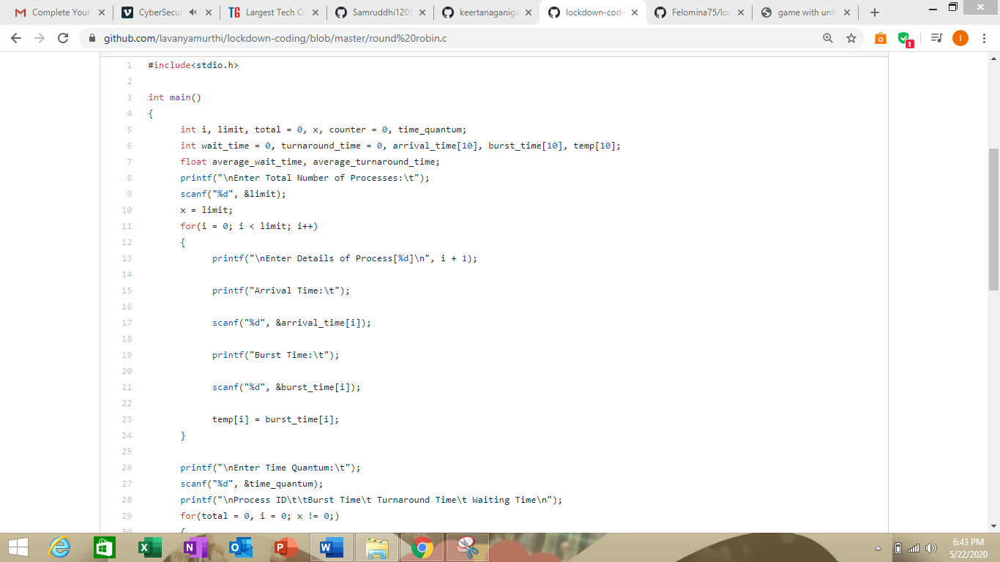 Complete Your
CyberSecur
TG Largest Tech Co
Samruddhi1205
keertanaganiga
lockdown-codi
Felomina75/loc
game with unit
github.com/lavanyamurthi/lockdown-coding/blob/master/round%20robin.c
a
1
I
1 #include<stdio.h>
2
3 int main()
4 {
5 int i, limit, total = 0, x, counter = 0, time_quantum;
6 int wait_time = 0, turnaround_time = 0, arrival_time[10], burst_time[10], temp[10];
7 float average_wait_time, average_turnaround_time;
8 printf("\nEnter Total Number of Processes:\t");
9 scanf("%d", &limit);
10 x = limit;
11 for(i = 0; i < limit; i++)
12 {
13 printf("\nEnter Details of Process[%d]\n", i + 1);
14
15 printf("Arrival Time:\t");
16
17 scanf("%d", &arrival_time[i]);
18
19 printf("Burst Time:\t");
20
21 scanf("%d", &burst_time[i]);
22
23 temp[i] = burst_time[i];
24 }
25
26 printf("\nEnter Time Quantum:\t");
27 scanf("%d", &time_quantum);
28 printf("\nProcess ID\t\tBurst Time\t Turnaround Time\t Waiting Time\n");
29 for(total = 0, i = 0; x != 0;)
30 {
6:43 PM
5/22/2020